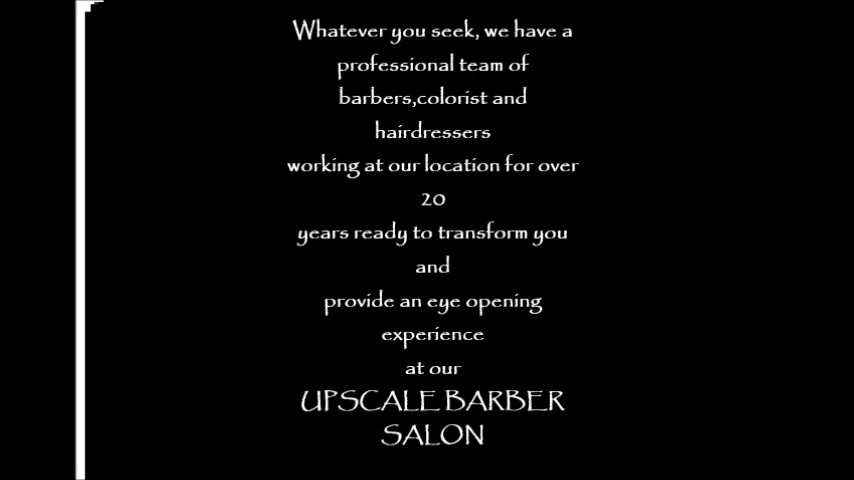 Whatever you seek, we have a
professional team of
barbers,colorist and
hairdressers
working at our location for over
20
years ready to transform you
and
provide an eye opening
experience
at our
UPSCALE BARBER
SALON